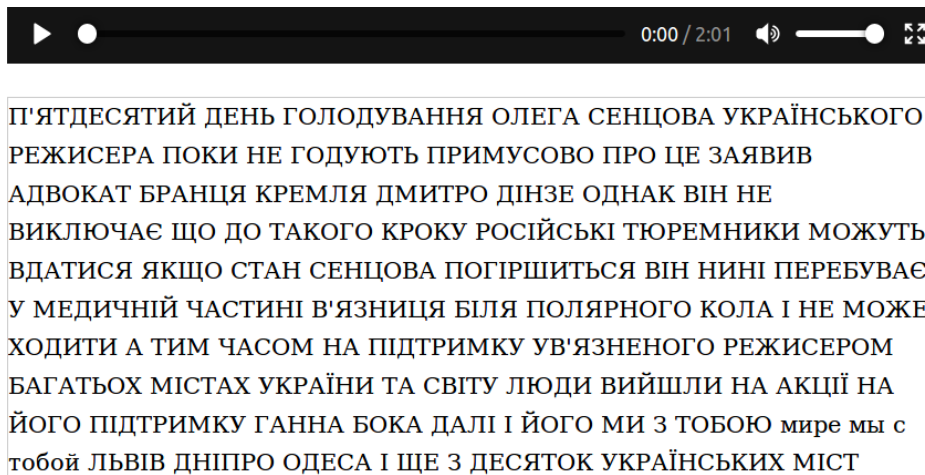 0:00 / 2:01
П'ЯТДЕСЯТИЙ ДЕНЬ ГОЛОДУВАННЯ ОЛЕГА СЕНЦОВА УКРАЇНСЬКОГО
РЕЖИСЕРА ПОКИ НЕ ГОДУЮТЬ ПРИМУСОВО ПРО ЦЕ ЗАЯВИВ
АДВОКАТ БРАНЦЯ КРЕМЛЯ ДМИТРО ДІНЗЕ ОДНАК ВІН НЕ
ВИКЛЮЧАЄ ЩО ДО ТАКОГО КРОКУ РОСІЙСЬКІ ТЮРЕМНИКИ МОЖУТЬ
ВДАТИСЯ ЯКЩО СТАН СЕНЦОВА ПОГІРШИТЬСЯ ВІН НИНІ ПЕРЕБУВАЄ
У МЕДИЧНІЙ ЧАСТИНІ В'ЯЗНИЦЯ БІЛЯ ПОЛЯРНОГО КОЛА І НЕ МОЖЕ
ХОДИТИ А ТИМ ЧАСОМ НА ПІДТРИМКУ УВ'ЯЗНЕНОГО РЕЖИСЕРОМ
БАГАТЬОХ МІСТАХ УКРАЇНИ ТА СВІТУ ЛЮДИ ВИЙШЛИ НА АКЦІЇ НА
ЙОГО ПІДТРИМКУ ГАННА БОКА ДАЛІ І ЙОГО МИ З ТОБОЮ мире мы с
тобой ЛЬВІВ ДНІПРО ОДЕСА І ЩЕ З ДЕСЯТОК УКРАЇНСЬКИХ МІСТ